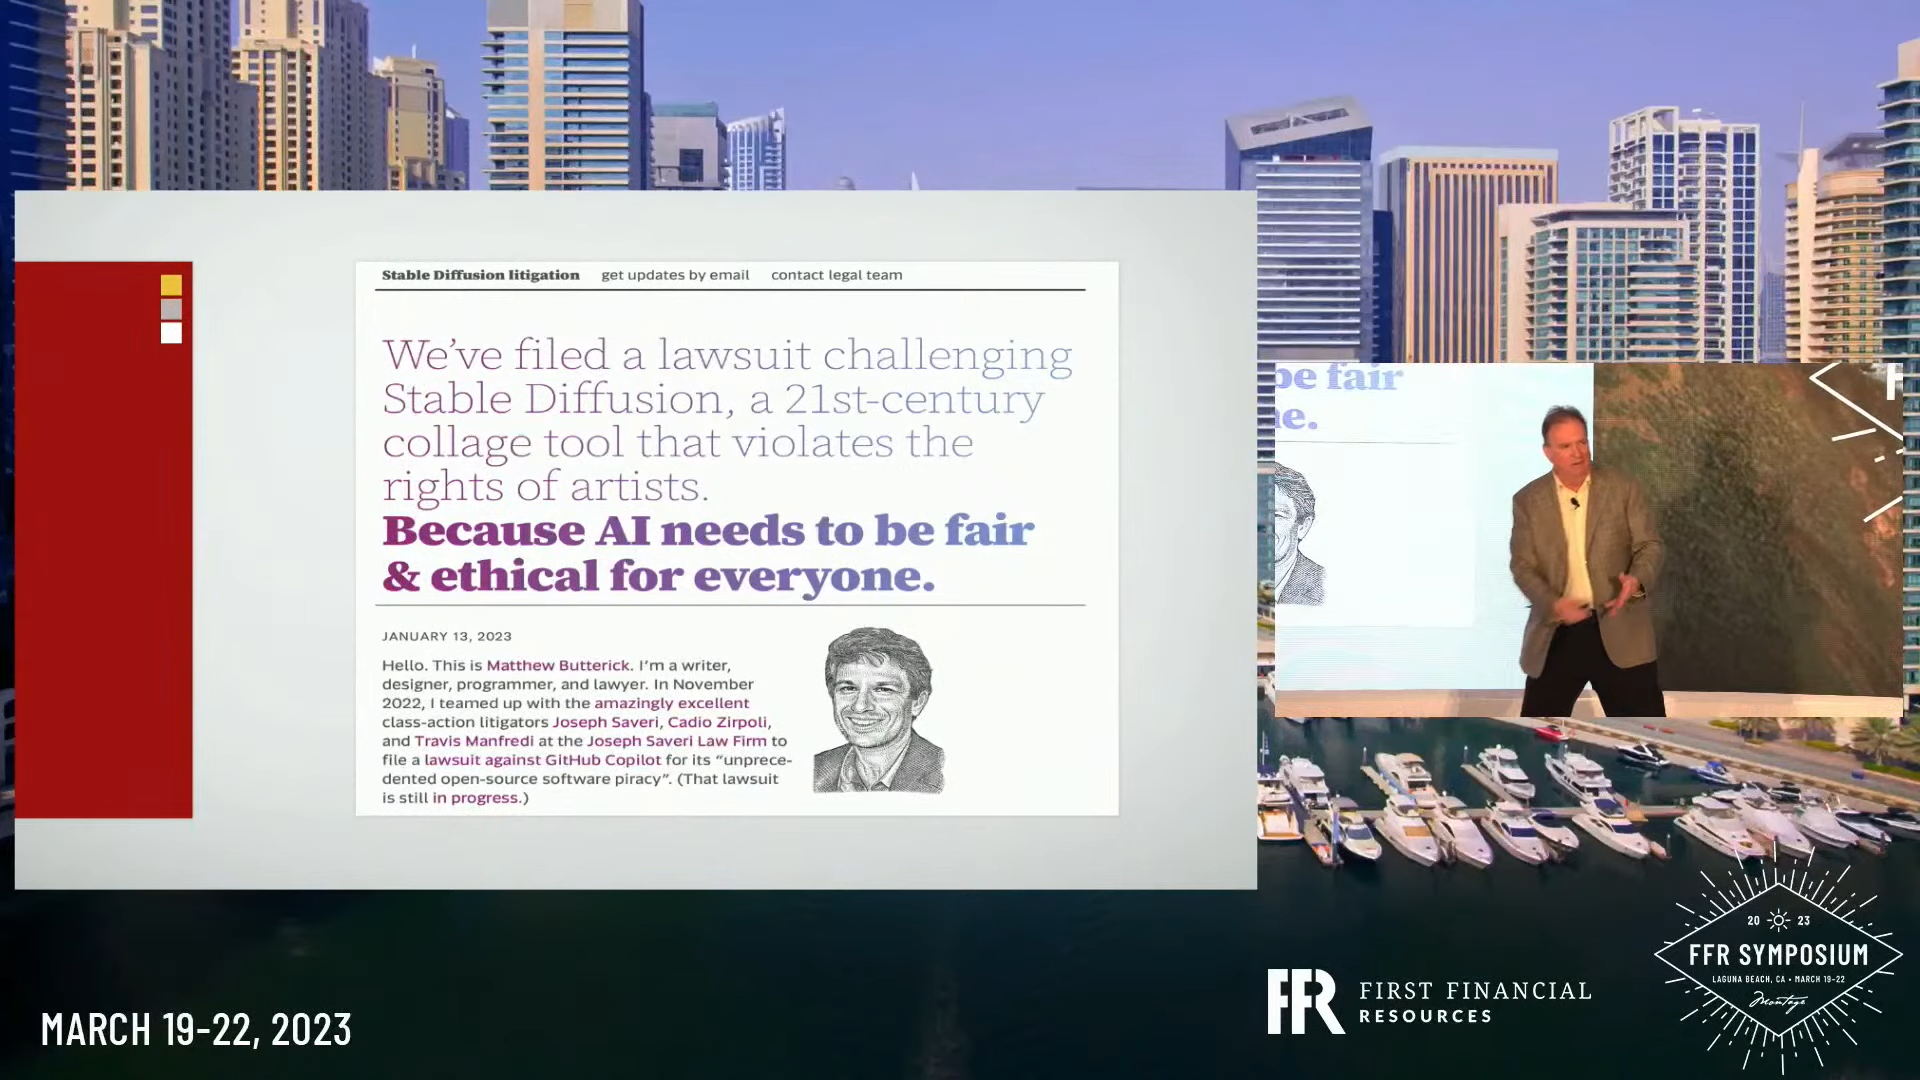 Stable Diffusion litigation get updates by email contact legal team
We've filed a lawsuit challenging
Stable Diffusion, a 21st-century
collage tool that violates the
rights of artists.
Because AI needs to be fair
& ethical for everyone.
JANUARY 13, 2023
Hello. This is Matthew Butterick. I'm a writer,
designer, programmer, and lawyer. In November
2022, I teamed up with the amazingly excellent
class-action litigators Joseph Saveri, Cadio Zirpoli,
and Travis Manfredi at the Joseph Saveri Law Firm to
file a lawsuit against GitHub Copilot for its “unprece-
dented open-source software piracy”. (That lawsuit
is still in progress.)
be fair
ne.
F
MARCH 19-22, 2023
FFR FIRST FINANCIAL
RESOURCES
20 23
FFR SYMPOSIUM
LAGUNA BEACH, CA • MARCH 19-22
Montage